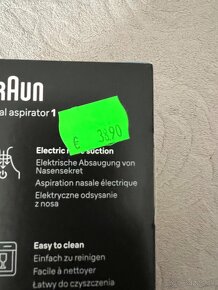 BRAUN
al aspirator 1
€ 38,90
Electric suction
Elektrische Absaugung von
Nasensekret
Aspiration nasale électrique
Elektryczne odsysanie
z nosa
Easy to clean
Einfach zu reinigen
Facile à nettoyer
Łatwy do czyszczenia